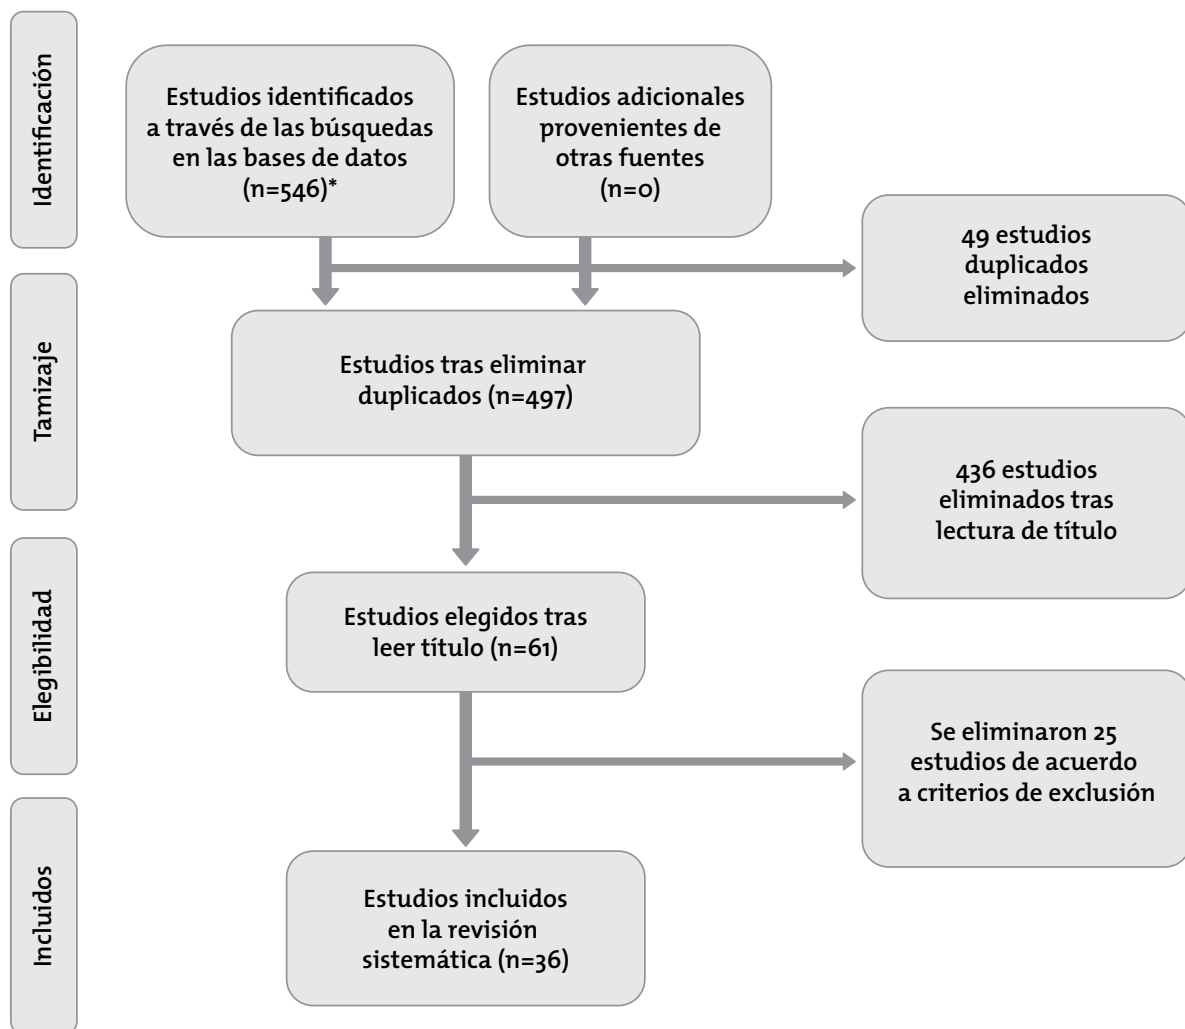 Identificación
Estudios identificados
a través de las búsquedas
en las bases de datos
(n=546)*
Estudios adicionales
provenientes de
otras fuentes
(n=0)
49 estudios
duplicados
eliminados
Tamizaje
Estudios tras eliminar
duplicados (n=497)
436 estudios
eliminados tras
lectura de título
Elegibilidad
Estudios elegidos tras
leer título (n=61)
Se eliminaron 25
estudios de acuerdo
a criterios de exclusión
Incluidos
Estudios incluidos
en la revisión
sistemática (n=36)